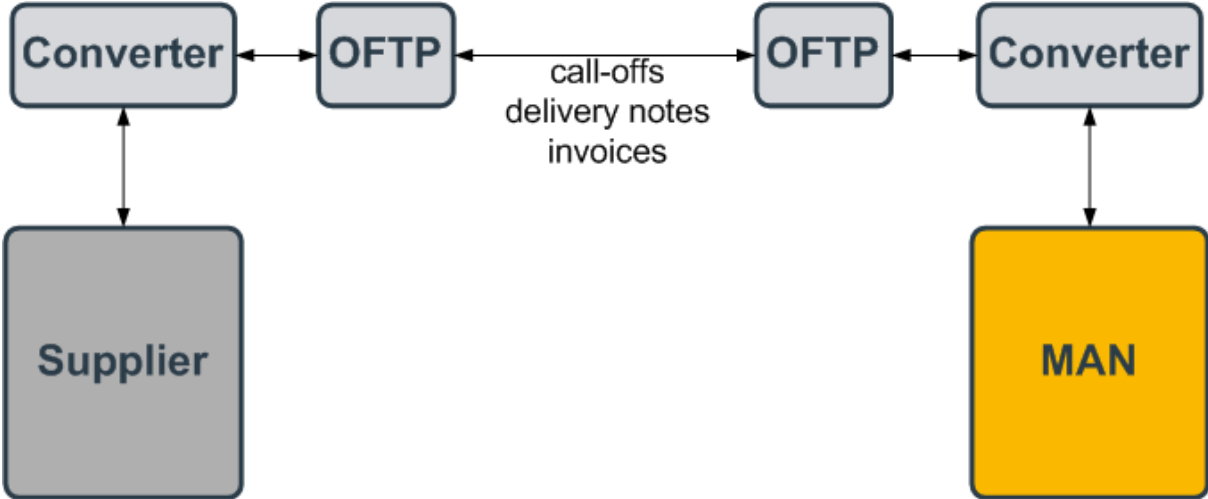 Converter
OFTP
OFTP
Converter
call-offs
delivery notes
invoices
Supplier
MAN